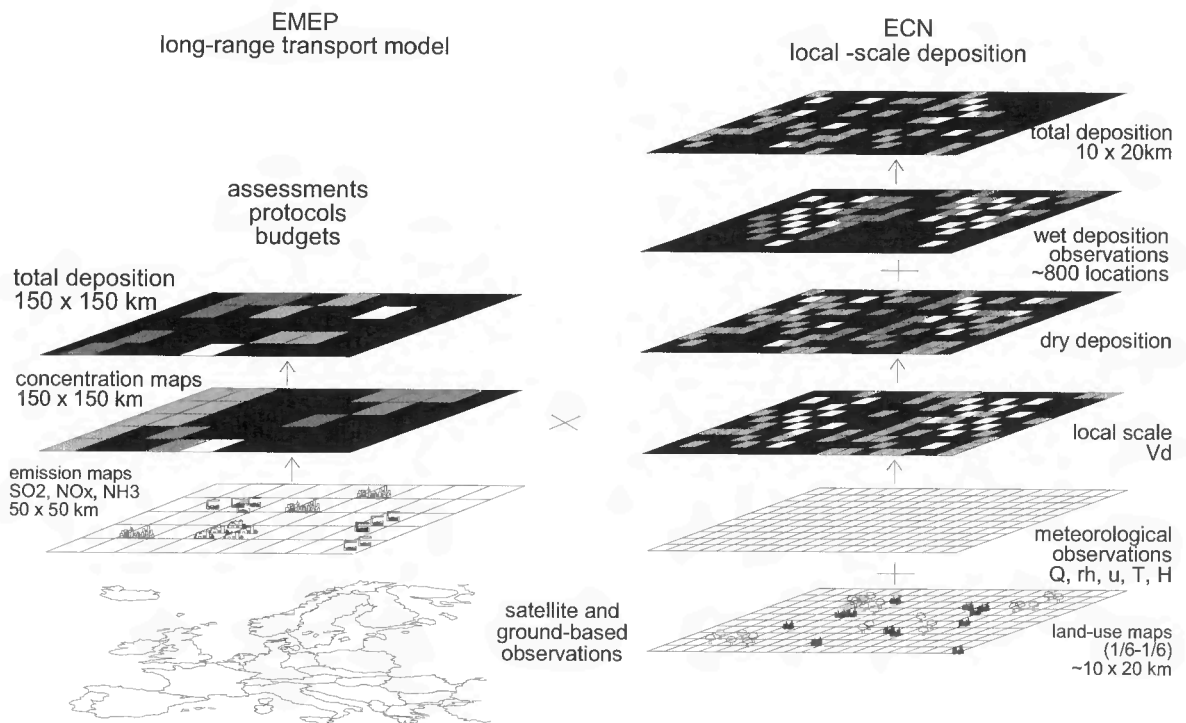 EMEP
long-range transport model
assessments
protocols
budgets
total deposition
150 x 150 km
concentration maps
150 x 150 km
emission maps
SO2, NOx, NH3
50 x 50 km
satellite and
ground-based
observations
ECN
local -scale deposition
total deposition
10 x 20km
wet deposition
observations
~800 locations
dry deposition
local scale
Vd
meteorological
observations
Q, rh, u, T, H
land-use maps
(1/6-1/6)
~10 x 20 km